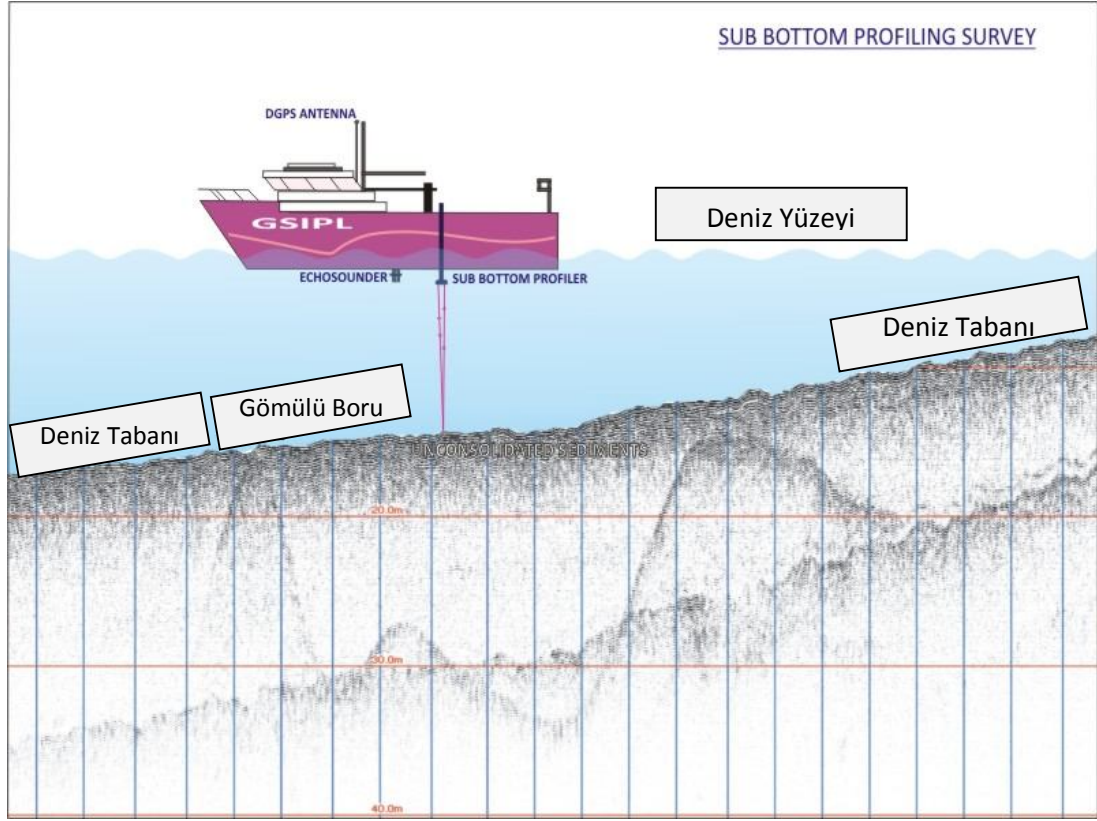 SUB BOTTOM PROFILING SURVEY
DGPS ANTENNA
GSIPL
Deniz Yüzeyi
ECHOSOUNDER
SUB BOTTOM PROFILER
Deniz Tabanı
Gömülü Boru
Deniz Tabanı
UNCONSOLIDATED SEDIMENTS
20.0m
30.0m
40.0m